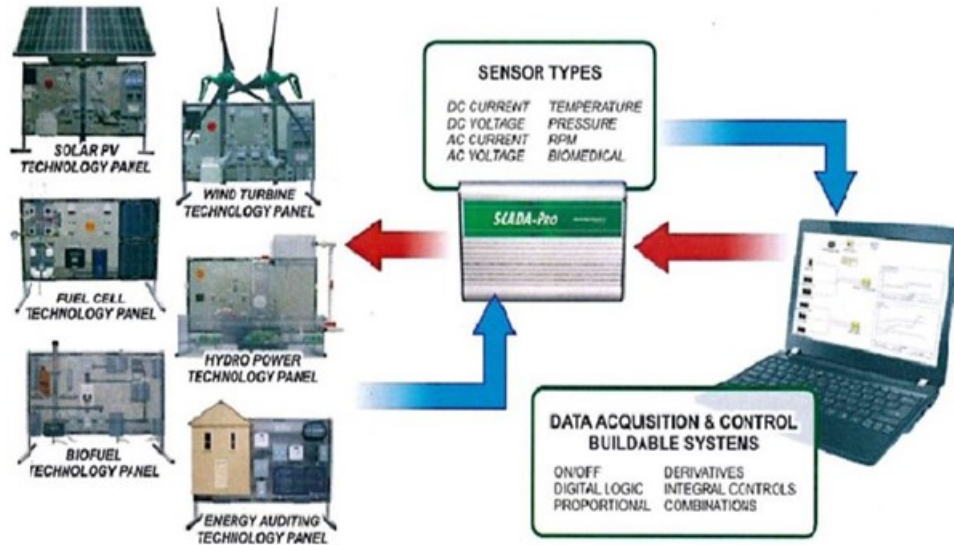 SOLAR PV
TECHNOLOGY PANEL
WIND TURBINE
TECHNOLOGY PANEL
FUEL CELL
TECHNOLOGY PANEL
HYDRO POWER
TECHNOLOGY PANEL
BIOFUEL
TECHNOLOGY PANEL
ENERGY AUDITING
TECHNOLOGY PANEL
SENSOR TYPES
DC CURRENT TEMPERATURE
DC VOLTAGE PRESSURE
AC CURRENT RPM
AC VOLTAGE BIOMEDICAL
SCADA-PRO
DATA ACQUISITION & CONTROL
BUILDABLE SYSTEMS
ON/OFF DERIVATIVES
DIGITAL LOGIC INTEGRAL CONTROLS
PROPORTIONAL COMBINATIONS